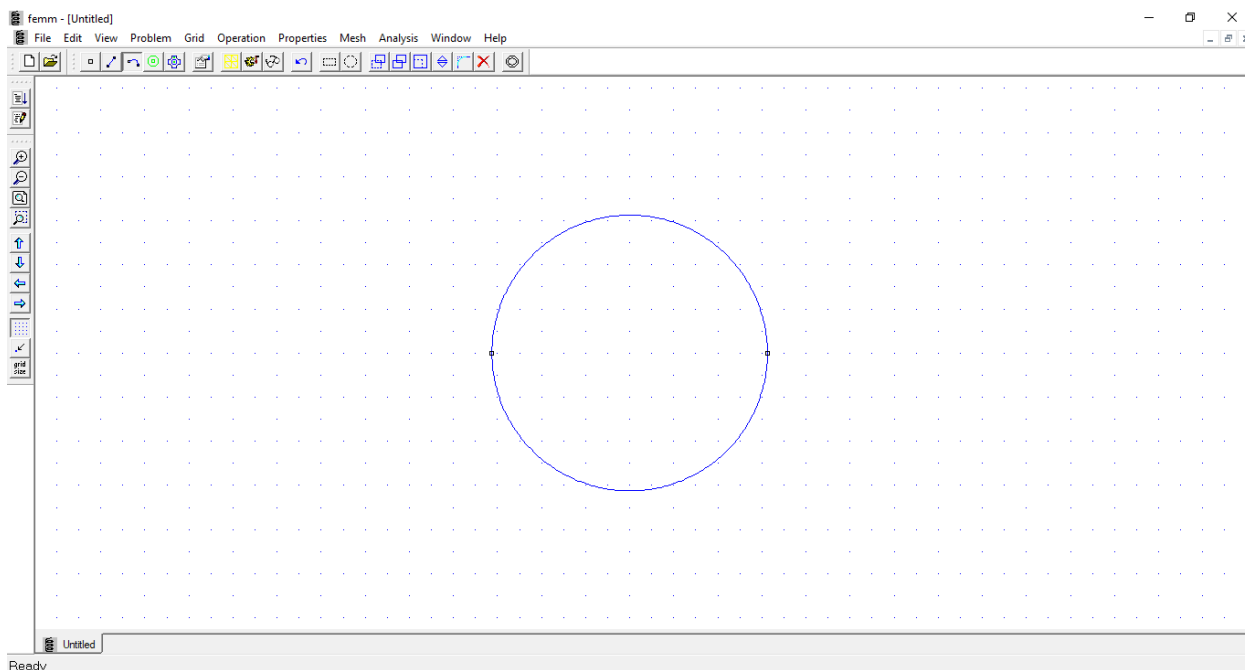 femm - [Untitled]
File Edit View Problem Grid Operation Properties Mesh Analysis Window Help
grid
size
Untitled
Ready